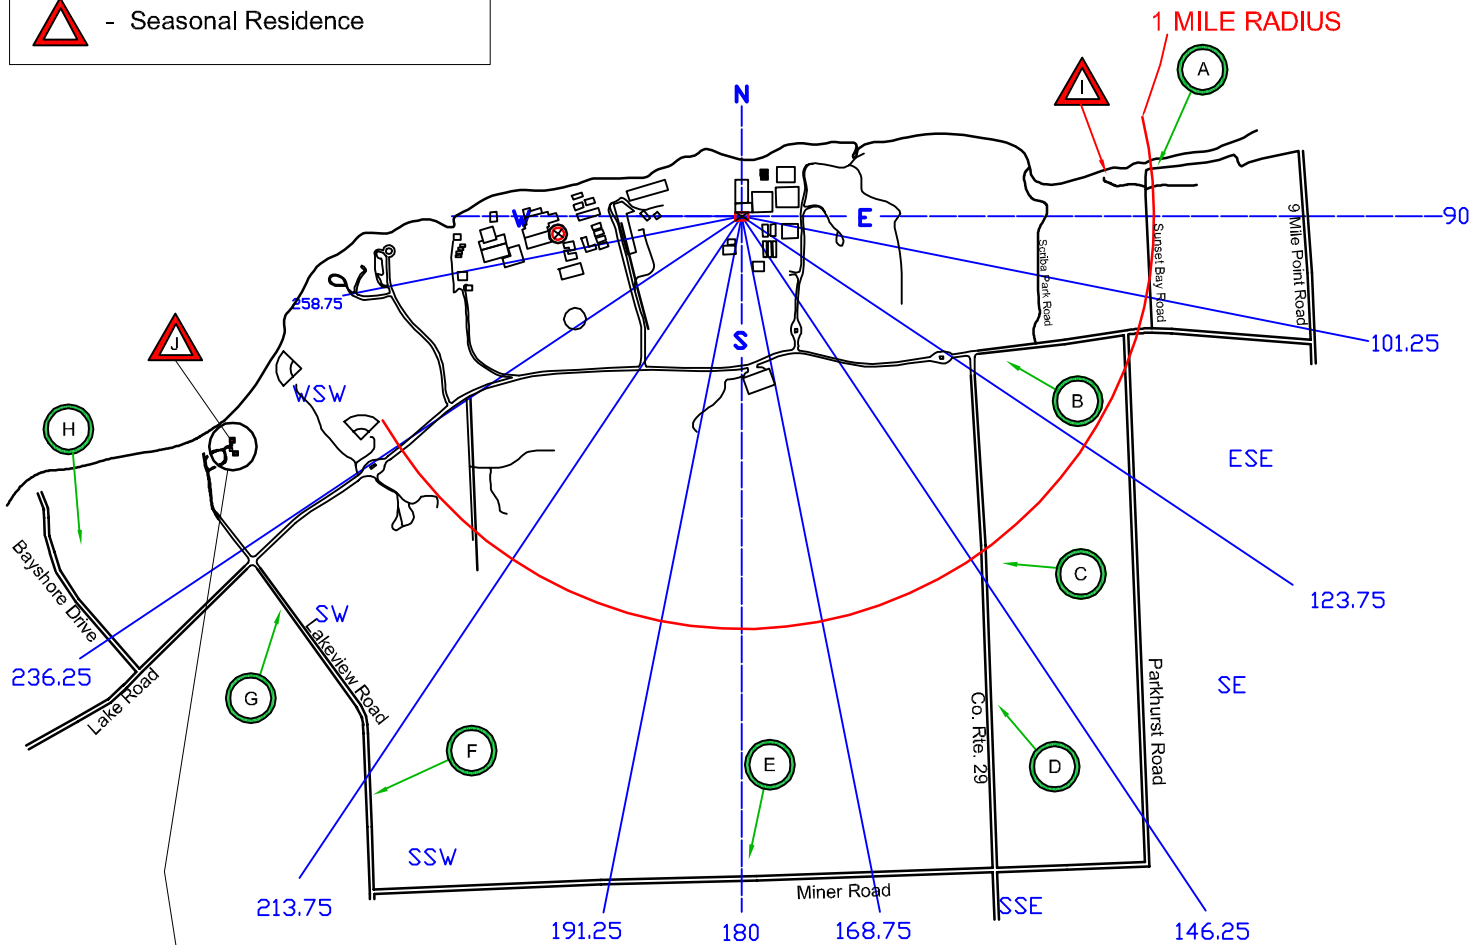 - Seasonal Residence
1 MILE RADIUS
A
I
N
W
E
90
9 Mile Point Road
Sunset Bay Road
Scriba Park Road
258.75
S
101.25
J
WSW
B
H
ESE
C
Bayshore Drive
123.75
SW
Lakeview Road
236.25
Lake Road
G
SE
Parkhurst Road
Co. Rte. 29
F
E
D
SSW
Miner Road
SSE
213.75
191.25
180
168.75
146.25